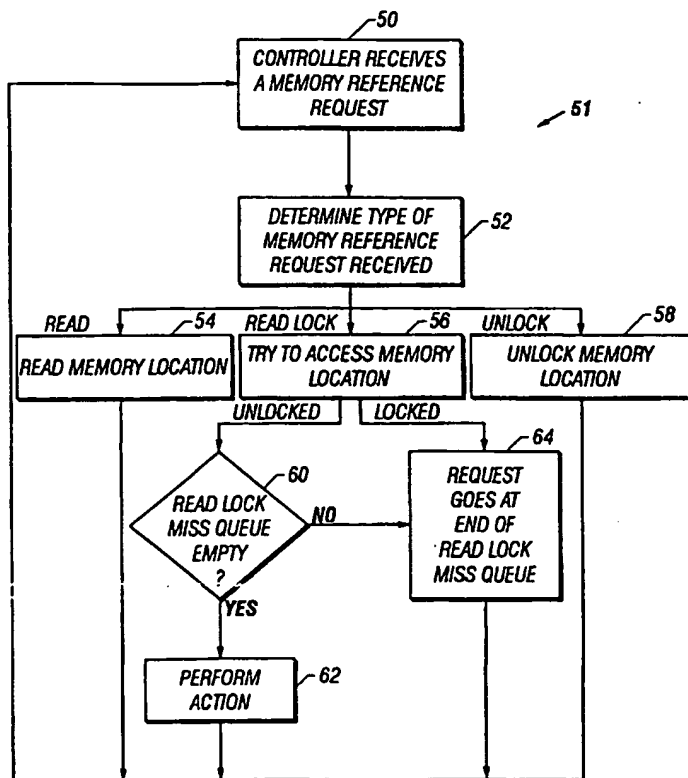 50
CONTROLLER RECEIVES
A MEMORY REFERENCE
REQUEST
51
DETERMINE TYPE OF
MEMORY REFERENCE
REQUEST RECEIVED
52
READ
54
READ LOCK
56
UNLOCK
58
READ MEMORY LOCATION
TRY TO ACCESS MEMORY
LOCATION
UNLOCK MEMORY
LOCATION
UNLOCKED
LOCKED
60
64
READ LOCK
MISS QUEUE
EMPTY
?
NO
YES
REQUEST
GOES AT
END OF
READ LOCK
MISS QUEUE
PERFORM
ACTION
62